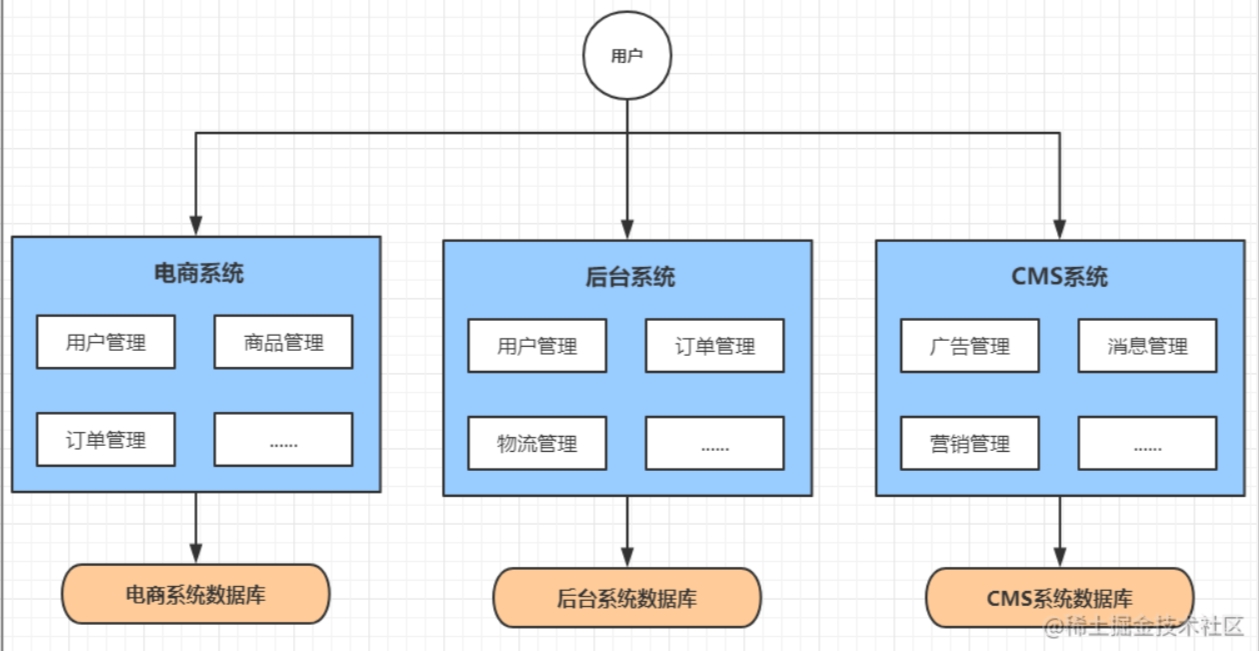 用户
电商系统
用户管理
商品管理
订单管理
......
后台系统
用户管理
订单管理
物流管理
......
CMS系统
广告管理
消息管理
营销管理
......
电商系统数据库
后台系统数据库
CMS系统数据库
@稀土掘金技术社区